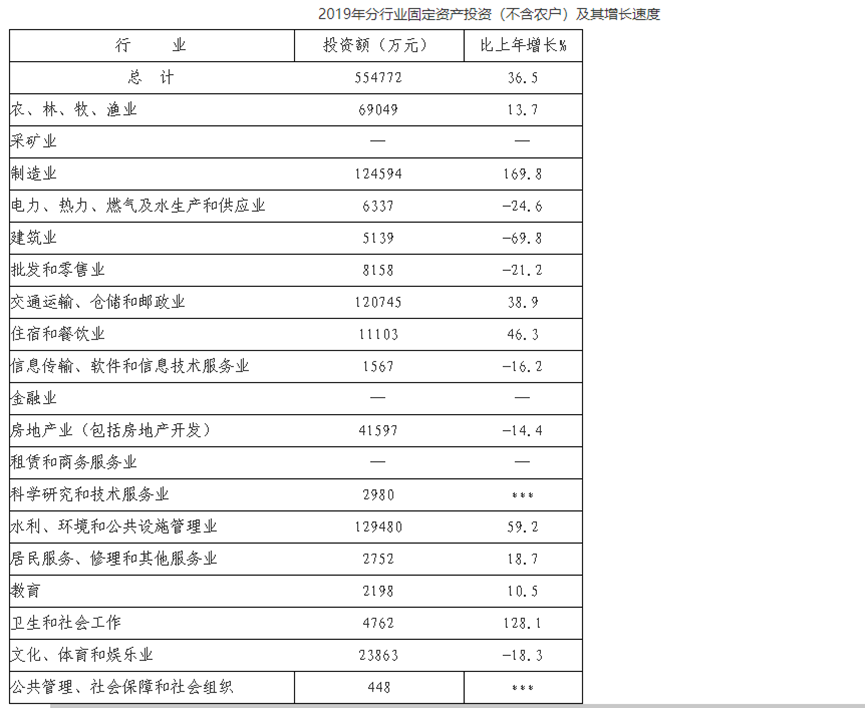 2019年分行业固定资产投资（不含农户）及其增长速度
行 业 投资额（万元） 比上年增长%
总 计 554772 36.5
农、林、牧、渔业 69049 13.7
采矿业 — —
制造业 124594 169.8
电力、热力、燃气及水生产和供应业 6337 -24.6
建筑业 5139 -69.8
批发和零售业 8158 -21.2
交通运输、仓储和邮政业 120745 38.9
住宿和餐饮业 11103 46.3
信息传输、软件和信息技术服务业 1567 -16.2
金融业 — —
房地产业（包括房地产开发） 41597 -14.4
租赁和商务服务业 — —
科学研究和技术服务业 2980 ***
水利、环境和公共设施管理业 129480 59.2
居民服务、修理和其他服务业 2752 18.7
教育 2198 10.5
卫生和社会工作 4762 128.1
文化、体育和娱乐业 23863 -18.3
公共管理、社会保障和社会组织 448 ***